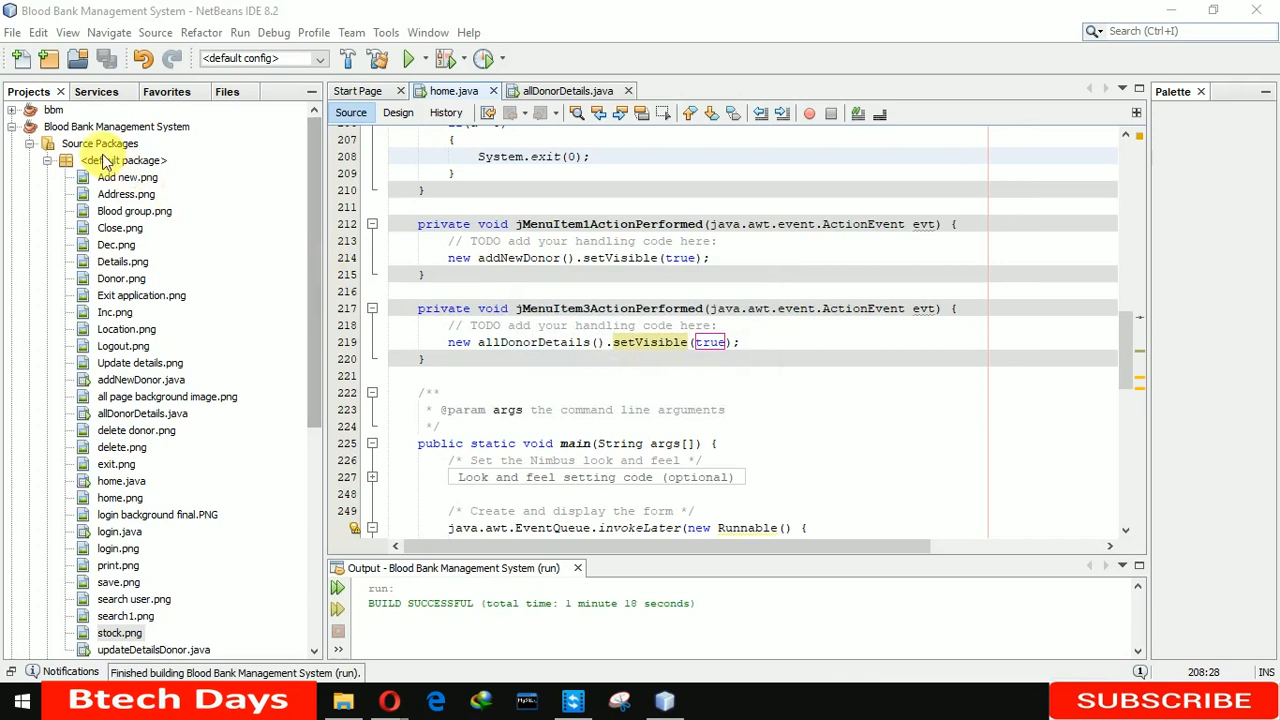 Blood Bank Management System - NetBeans IDE 8.2
File Edit View Navigate Source Refactor Run Debug Profile Team Tools Window Help
Search (Ctrl+I)
<default config>
Projects Services Favorites Files
Start Page home.java allDonorDetails.java
Palette
Source Design History
bbm
Blood Bank Management System
Source Packages
<default package>
Add new.png
Address.png
Blood group.png
Close.png
Dec.png
Details.png
Donor.png
Exit application.png
Inc.png
Location.png
Logout.png
Update details.png
addNewDonor.java
all page background image.png
allDonorDetails.java
delete donor.png
delete.png
exit.png
home.java
home.png
login background final.PNG
login.java
login.png
print.png
save.png
search user.png
search1.png
stock.png
updateDetailsDonor.java
207 {
208 System.exit(0);
209 }
210 }
211
212 private void jMenuItem1ActionPerformed(java.awt.event.ActionEvent evt) {
213 // TODO add your handling code here:
214 new addNewDonor().setVisible(true);
215 }
216
217 private void jMenuItem3ActionPerformed(java.awt.event.ActionEvent evt) {
218 // TODO add your handling code here:
219 new allDonorDetails().setVisible(true);
220 }
221
222 /**
223 * @param args the command line arguments
224 */
225 public static void main(String args[]) {
226 /* Set the Nimbus look and feel */
227 Look and feel setting code (optional)
248
249 /* Create and display the form */
java.awt.EventQueue.invokeLater(new Runnable() {
Output - Blood Bank Management System (run)
run:
BUILD SUCCESSFUL (total time: 1 minute 18 seconds)
Notifications Finished building Blood Bank Management System (run). 208:28 INS
Btech Days
SUBSCRIBE